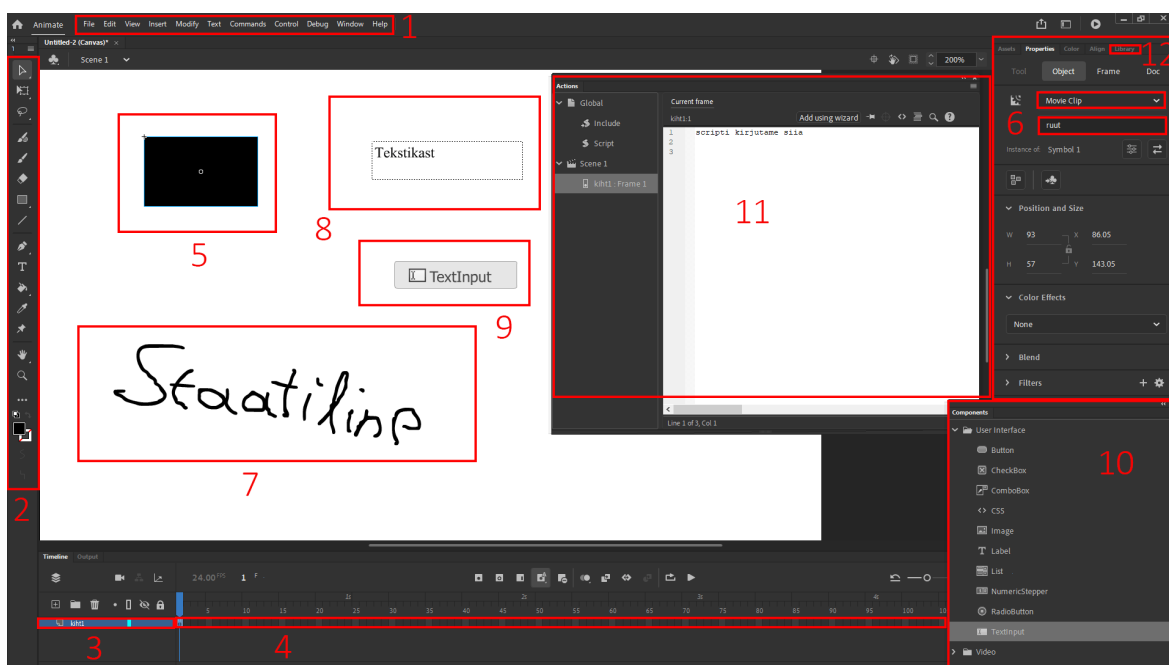 Animate File Edit View Insert Modify Text Commands Control Debug Window Help
1
Untitled-2 (Canvas)* ×
Scene 1
200%
2
Tekstikast
5
8
TextInput
9
Staatiline
7
Actions
Global
Include
Script
Scene 1
kiht1 : Frame 1
Current frame
kiht1:1
Add using wizard
1 scripti kirjutame siia
2
3
11
Line 1 of 3, Col 1
Assets Properties Color Align Library
12
Tool Object Frame Doc
Movie Clip
6
ruut
Instance of: Symbol 1
Position and Size
W 93 X 86.05
H 57 Y 143.05
Color Effects
None
Blend
Filters
Components
User Interface
10
Button
CheckBox
ComboBox
CSS
Image
Label
List
NumericStepper
RadioButton
TextInput
Video
Timeline Output
24.00 FPS 1 F
1s 2s 3s 4s
5 10 15 20 25 30 35 40 45 50 55 60 65 70 75 80 85 90 95 100 10
kiht1
3
4